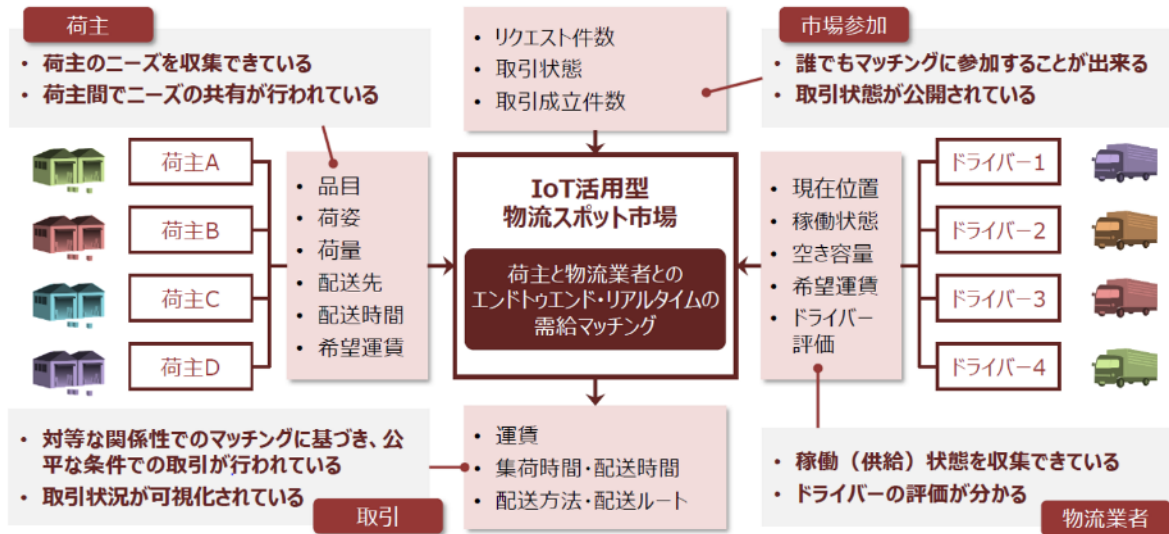 荷主
• 荷主のニーズを収集できている
• 荷主間でニーズの共有が行われている
• リクエスト件数
• 取引状態
• 取引成立件数
市場参加
• 誰でもマッチングに参加することが出来る
• 取引状態が公開されている
荷主A
荷主B
荷主C
荷主D
• 品目
• 荷姿
• 荷量
• 配送先
• 配送時間
• 希望運賃
IoT活用型
物流スポット市場
荷主と物流業者との
エンドトゥエンド・リアルタイムの
需給マッチング
• 現在位置
• 稼働状態
• 空き容量
• 希望運賃
• ドライバー
評価
ドライバー1
ドライバー2
ドライバー3
ドライバー4
• 対等な関係性でのマッチングに基づき、公
平な条件での取引が行われている
• 取引状況が可視化されている
取引
• 運賃
• 集荷時間・配送時間
• 配送方法・配送ルート
• 稼働（供給）状態を収集できている
• ドライバーの評価が分かる
物流業者